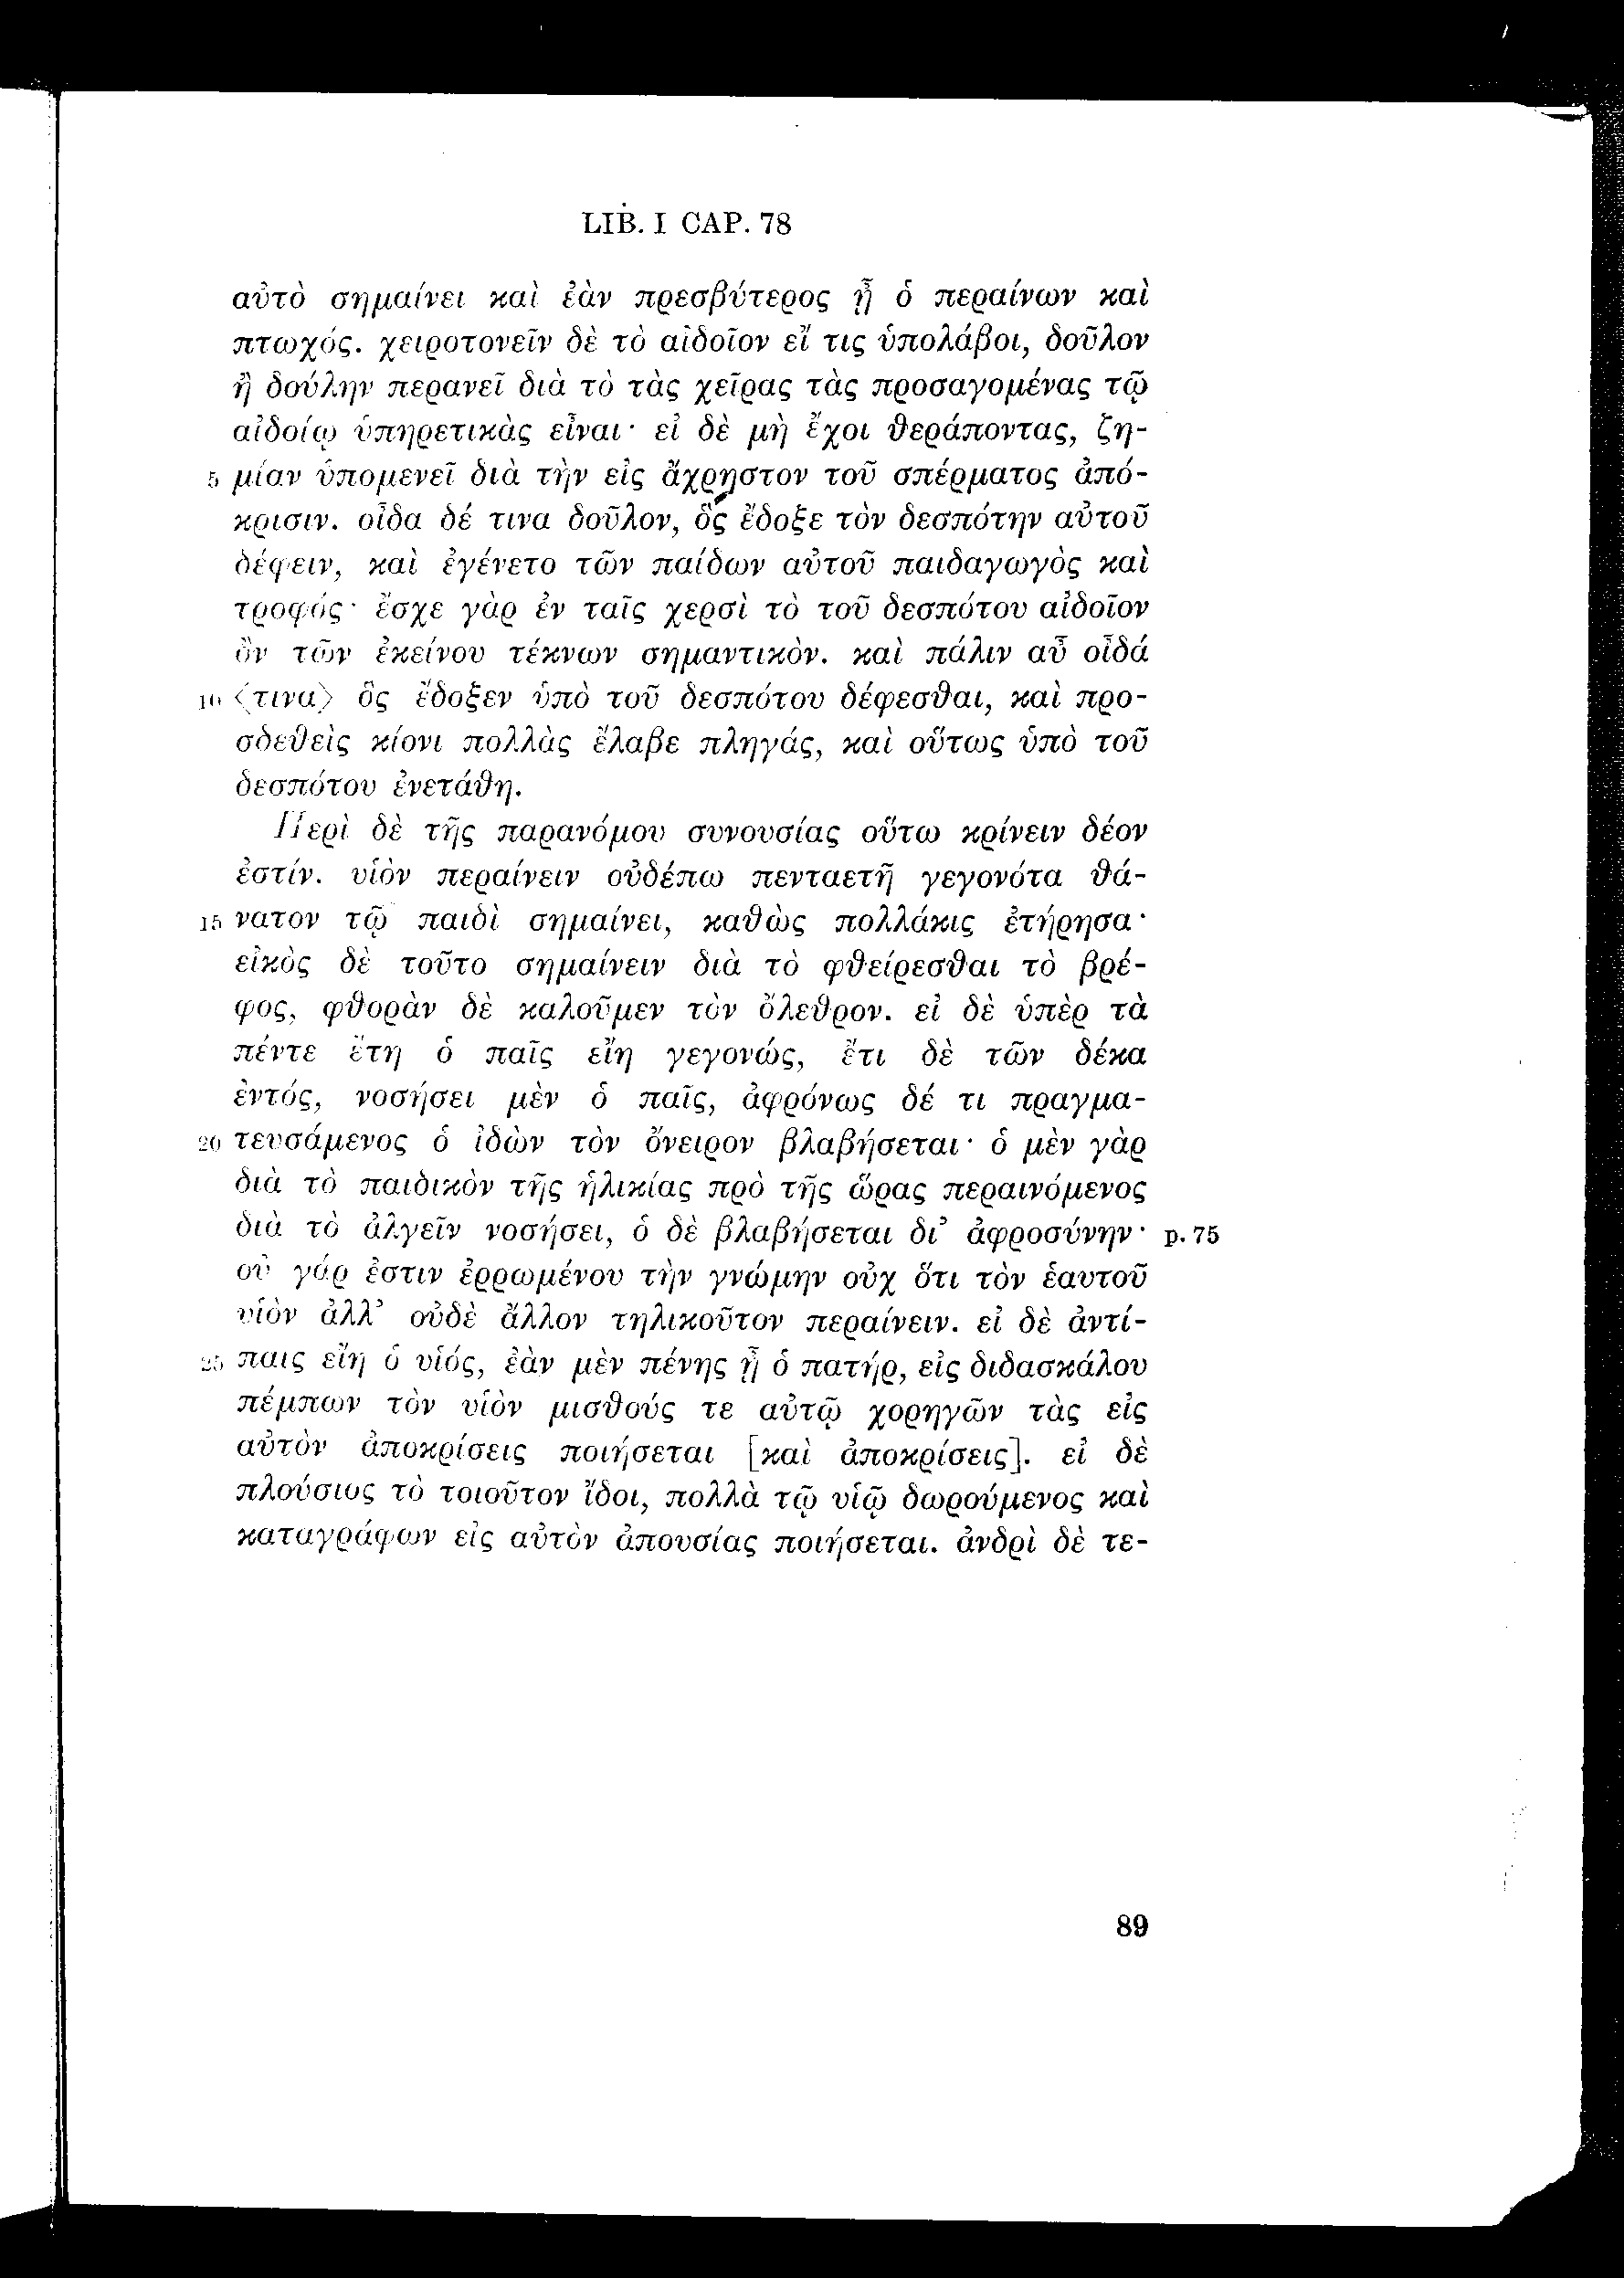 LIB. I CAP. 78
αὐτὸ σημαίνει καὶ ἐὰν πρεσβύτερος ᾖ ὁ περαίνων καὶ
πτωχός. χειροτονεῖν δὲ τὸ αἰδοῖον εἴ τις ὑπολάβοι, δοῦλον
ἢ δούλην περανεῖ διὰ τὸ τὰς χεῖρας τὰς προσαγομένας τῷ
αἰδοίῳ ὑπηρετικὰς εἶναι· εἰ δὲ μὴ ἔχοι θεράποντας, ζη-
5 μίαν ὑπομενεῖ διὰ τὴν εἰς ἄχρηστον τοῦ σπέρματος ἀπό-
κρισιν. οἶδα δέ τινα δοῦλον, ὃς ἔδοξε τὸν δεσπότην αὐτοῦ
δέφειν, καὶ ἐγένετο τῶν παίδων αὐτοῦ παιδαγωγὸς καὶ
τροφός· ἔσχε γὰρ ἐν ταῖς χερσὶ τὸ τοῦ δεσπότου αἰδοῖον
ὂν τῶν ἐκείνου τέκνων σημαντικὸν. καὶ πάλιν αὖ οἶδά
10 〈τινα〉 ὃς ἔδοξεν ὑπὸ τοῦ δεσπότου δέφεσθαι, καὶ προ-
σδεθεὶς κίονι πολλὰς ἔλαβε πληγάς, καὶ οὕτως ὑπὸ τοῦ
δεσπότου ἐνετάθη.
Περὶ δὲ τῆς παρανόμου συνουσίας οὕτω κρίνειν δέον
ἐστίν. υἱὸν περαίνειν οὐδέπω πενταετῆ γεγονότα θά-
15 νατον τῷ παιδὶ σημαίνει, καθὼς πολλάκις ἐτήρησα·
εἰκὸς δὲ τοῦτο σημαίνειν διὰ τὸ φθείρεσθαι τὸ βρέ-
φος, φθορὰν δὲ καλοῦμεν τὸν ὄλεθρον. εἰ δὲ ὑπὲρ τὰ
πέντε ἔτη ὁ παῖς εἴη γεγονώς, ἔτι δὲ τῶν δέκα
ἐντός, νοσήσει μὲν ὁ παῖς, ἀφρόνως δέ τι πραγμα-
20 τευσάμενος ὁ ἰδὼν τὸν ὄνειρον βλαβήσεται· ὁ μὲν γὰρ
διὰ τὸ παιδικὸν τῆς ἡλικίας πρὸ τῆς ὥρας περαινόμενος
διὰ τὸ ἀλγεῖν νοσήσει, ὁ δὲ βλαβήσεται δι᾽ ἀφροσύνην· p. 75
οὐ γάρ ἐστιν ἐρρωμένου τὴν γνώμην οὐχ ὅτι τὸν ἑαυτοῦ
υἱὸν ἀλλ᾽ οὐδὲ ἄλλον τηλικοῦτον περαίνειν. εἰ δὲ ἀντί-
25 παις εἴη ὁ υἱός, ἐὰν μὲν πένης ᾖ ὁ πατήρ, εἰς διδασκάλου
πέμπων τὸν υἱὸν μισθούς τε αὐτῷ χορηγῶν τὰς εἰς
αὐτὸν ἀποκρίσεις ποιήσεται [καὶ ἀποκρίσεις]. εἰ δὲ
πλούσιος τὸ τοιοῦτον ἴδοι, πολλὰ τῷ υἱῷ δωρούμενος καὶ
καταγράφων εἰς αὐτὸν ἀπουσίας ποιήσεται. ἀνδρὶ δὲ τε-
89